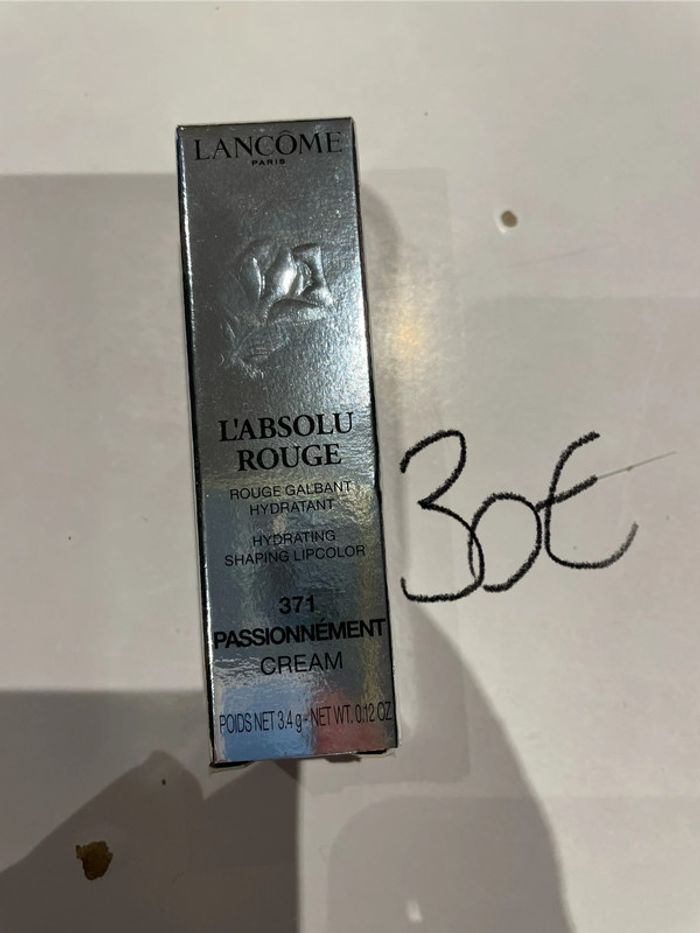 LANCÔME
PARIS
L'ABSOLU
ROUGE
ROUGE GALBANT
HYDRATANT
HYDRATING
SHAPING LIPCOLOR
30€
371
PASSIONNÉMENT
CREAM
POIDS NET 3.4 g - NET WT. 0.12 OZ